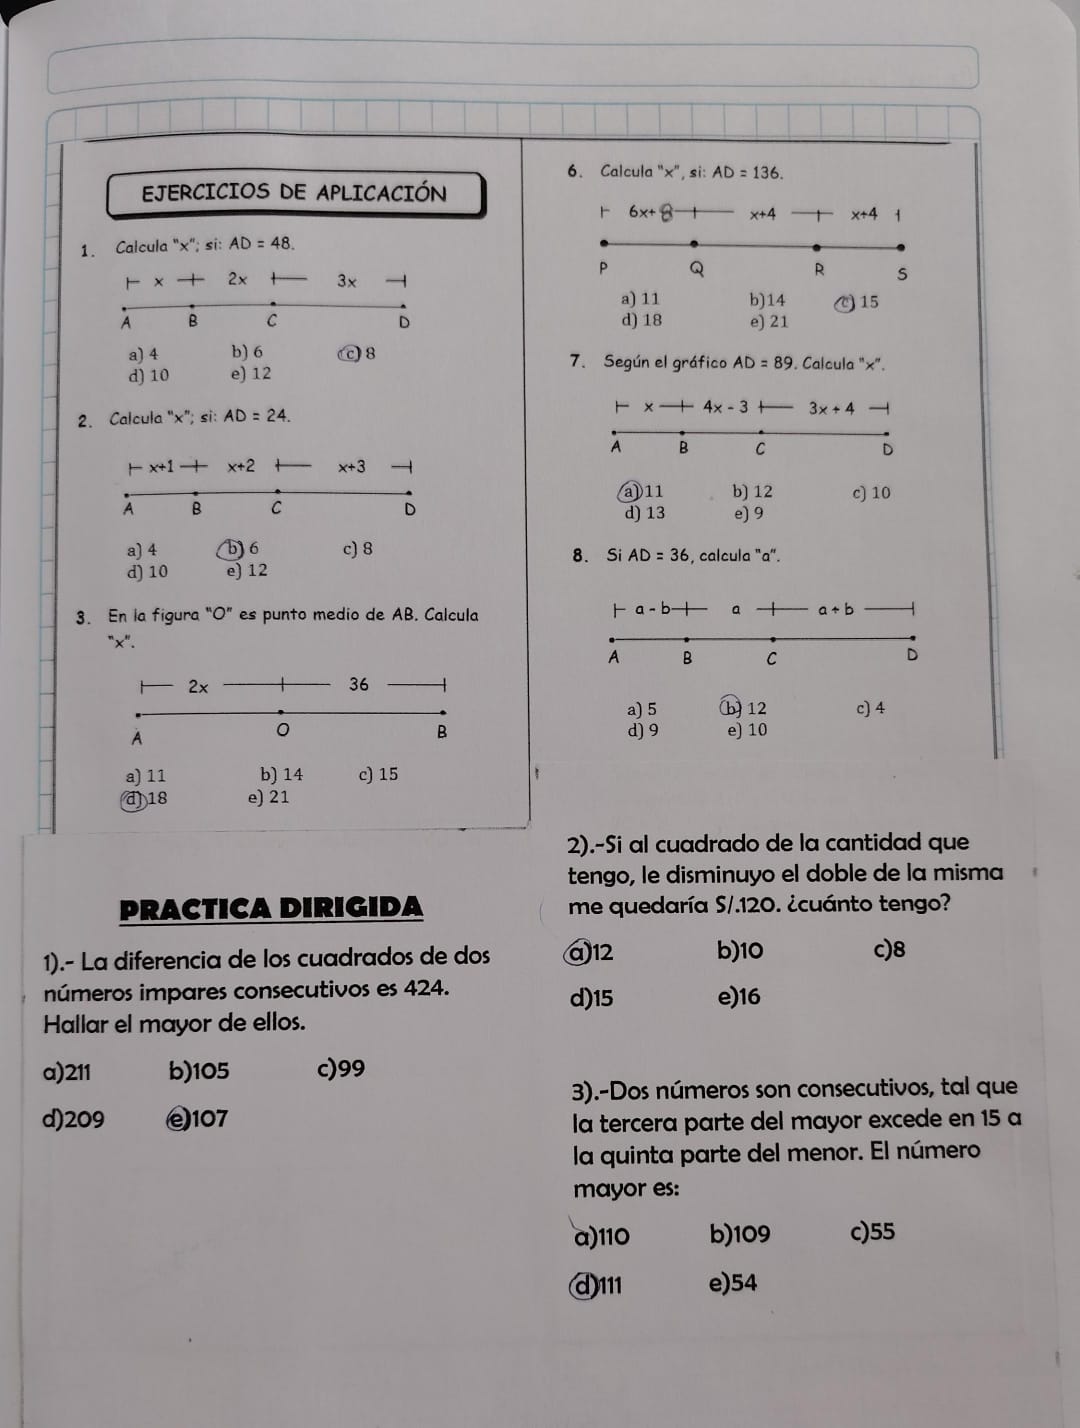 EJERCICIOS DE APLICACIÓN
1. Calcula "x"; si: AD = 48.
x 2x 3x
A B C D
a) 4 b) 6 c) 8
d) 10 e) 12
2. Calcula "x"; si: AD = 24.
x+1 x+2 x+3
A B C D
a) 4 b) 6 c) 8
d) 10 e) 12
3. En la figura "O" es punto medio de AB. Calcula
"x".
2x 36
A O B
a) 11 b) 14 c) 15
d) 18 e) 21
6. Calcula "x", si: AD = 136.
6x+8 x+4 x+4
P Q R S
a) 11 b)14 c) 15
d) 18 e) 21
7. Según el gráfico AD = 89. Calcula "x".
x 4x - 3 3x + 4
A B C D
a) 11 b) 12 c) 10
d) 13 e) 9
8. Si AD = 36, calcula "a".
a - b a a + b
A B C D
a) 5 b) 12 c) 4
d) 9 e) 10
PRACTICA DIRIGIDA
1).- La diferencia de los cuadrados de dos
números impares consecutivos es 424.
Hallar el mayor de ellos.
a)211 b)105 c)99
d)209 e)107
2).-Si al cuadrado de la cantidad que
tengo, le disminuyo el doble de la misma
me quedaría S/.120. ¿cuánto tengo?
a)12 b)10 c)8
d)15 e)16
3).-Dos números son consecutivos, tal que
la tercera parte del mayor excede en 15 a
la quinta parte del menor. El número
mayor es:
a)110 b)109 c)55
d)111 e)54